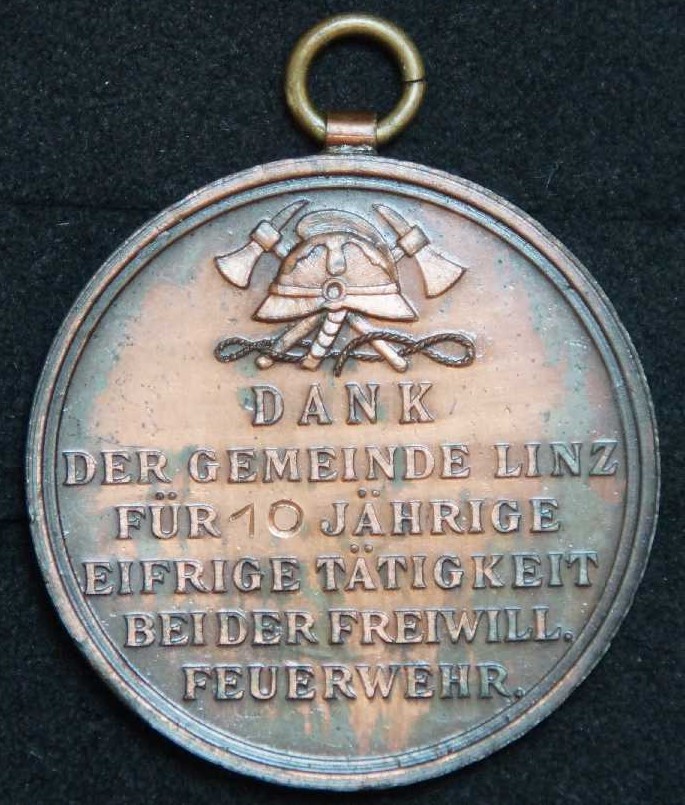 DANK
DER GEMEINDE LINZ
FÜR 10 JÄHRIGE
EIFRIGE TÄTIGKEIT
BEI DER FREIWILL.
FEUERWEHR.